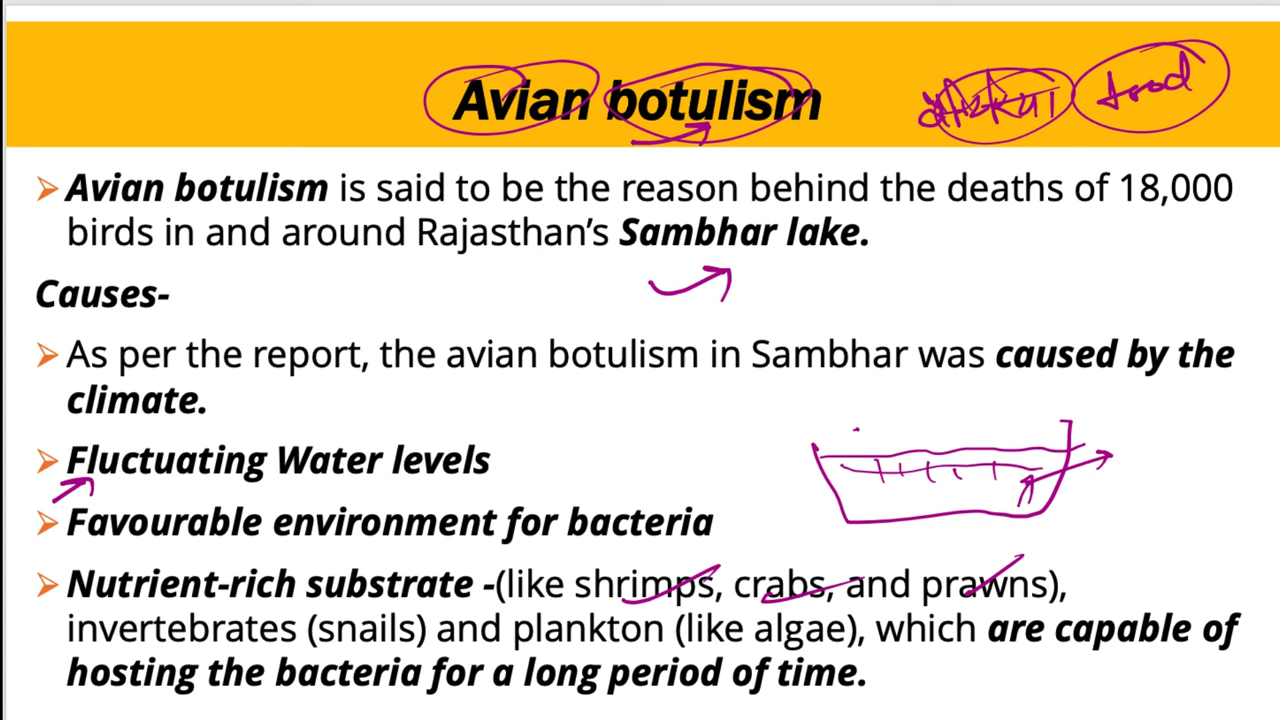 Avian botulism
food
➢ Avian botulism is said to be the reason behind the deaths of 18,000
birds in and around Rajasthan’s Sambhar lake.
Causes-
➢ As per the report, the avian botulism in Sambhar was caused by the
climate.
➢ Fluctuating Water levels
➢ Favourable environment for bacteria
➢ Nutrient-rich substrate -(like shrimps, crabs, and prawns),
invertebrates (snails) and plankton (like algae), which are capable of
hosting the bacteria for a long period of time.